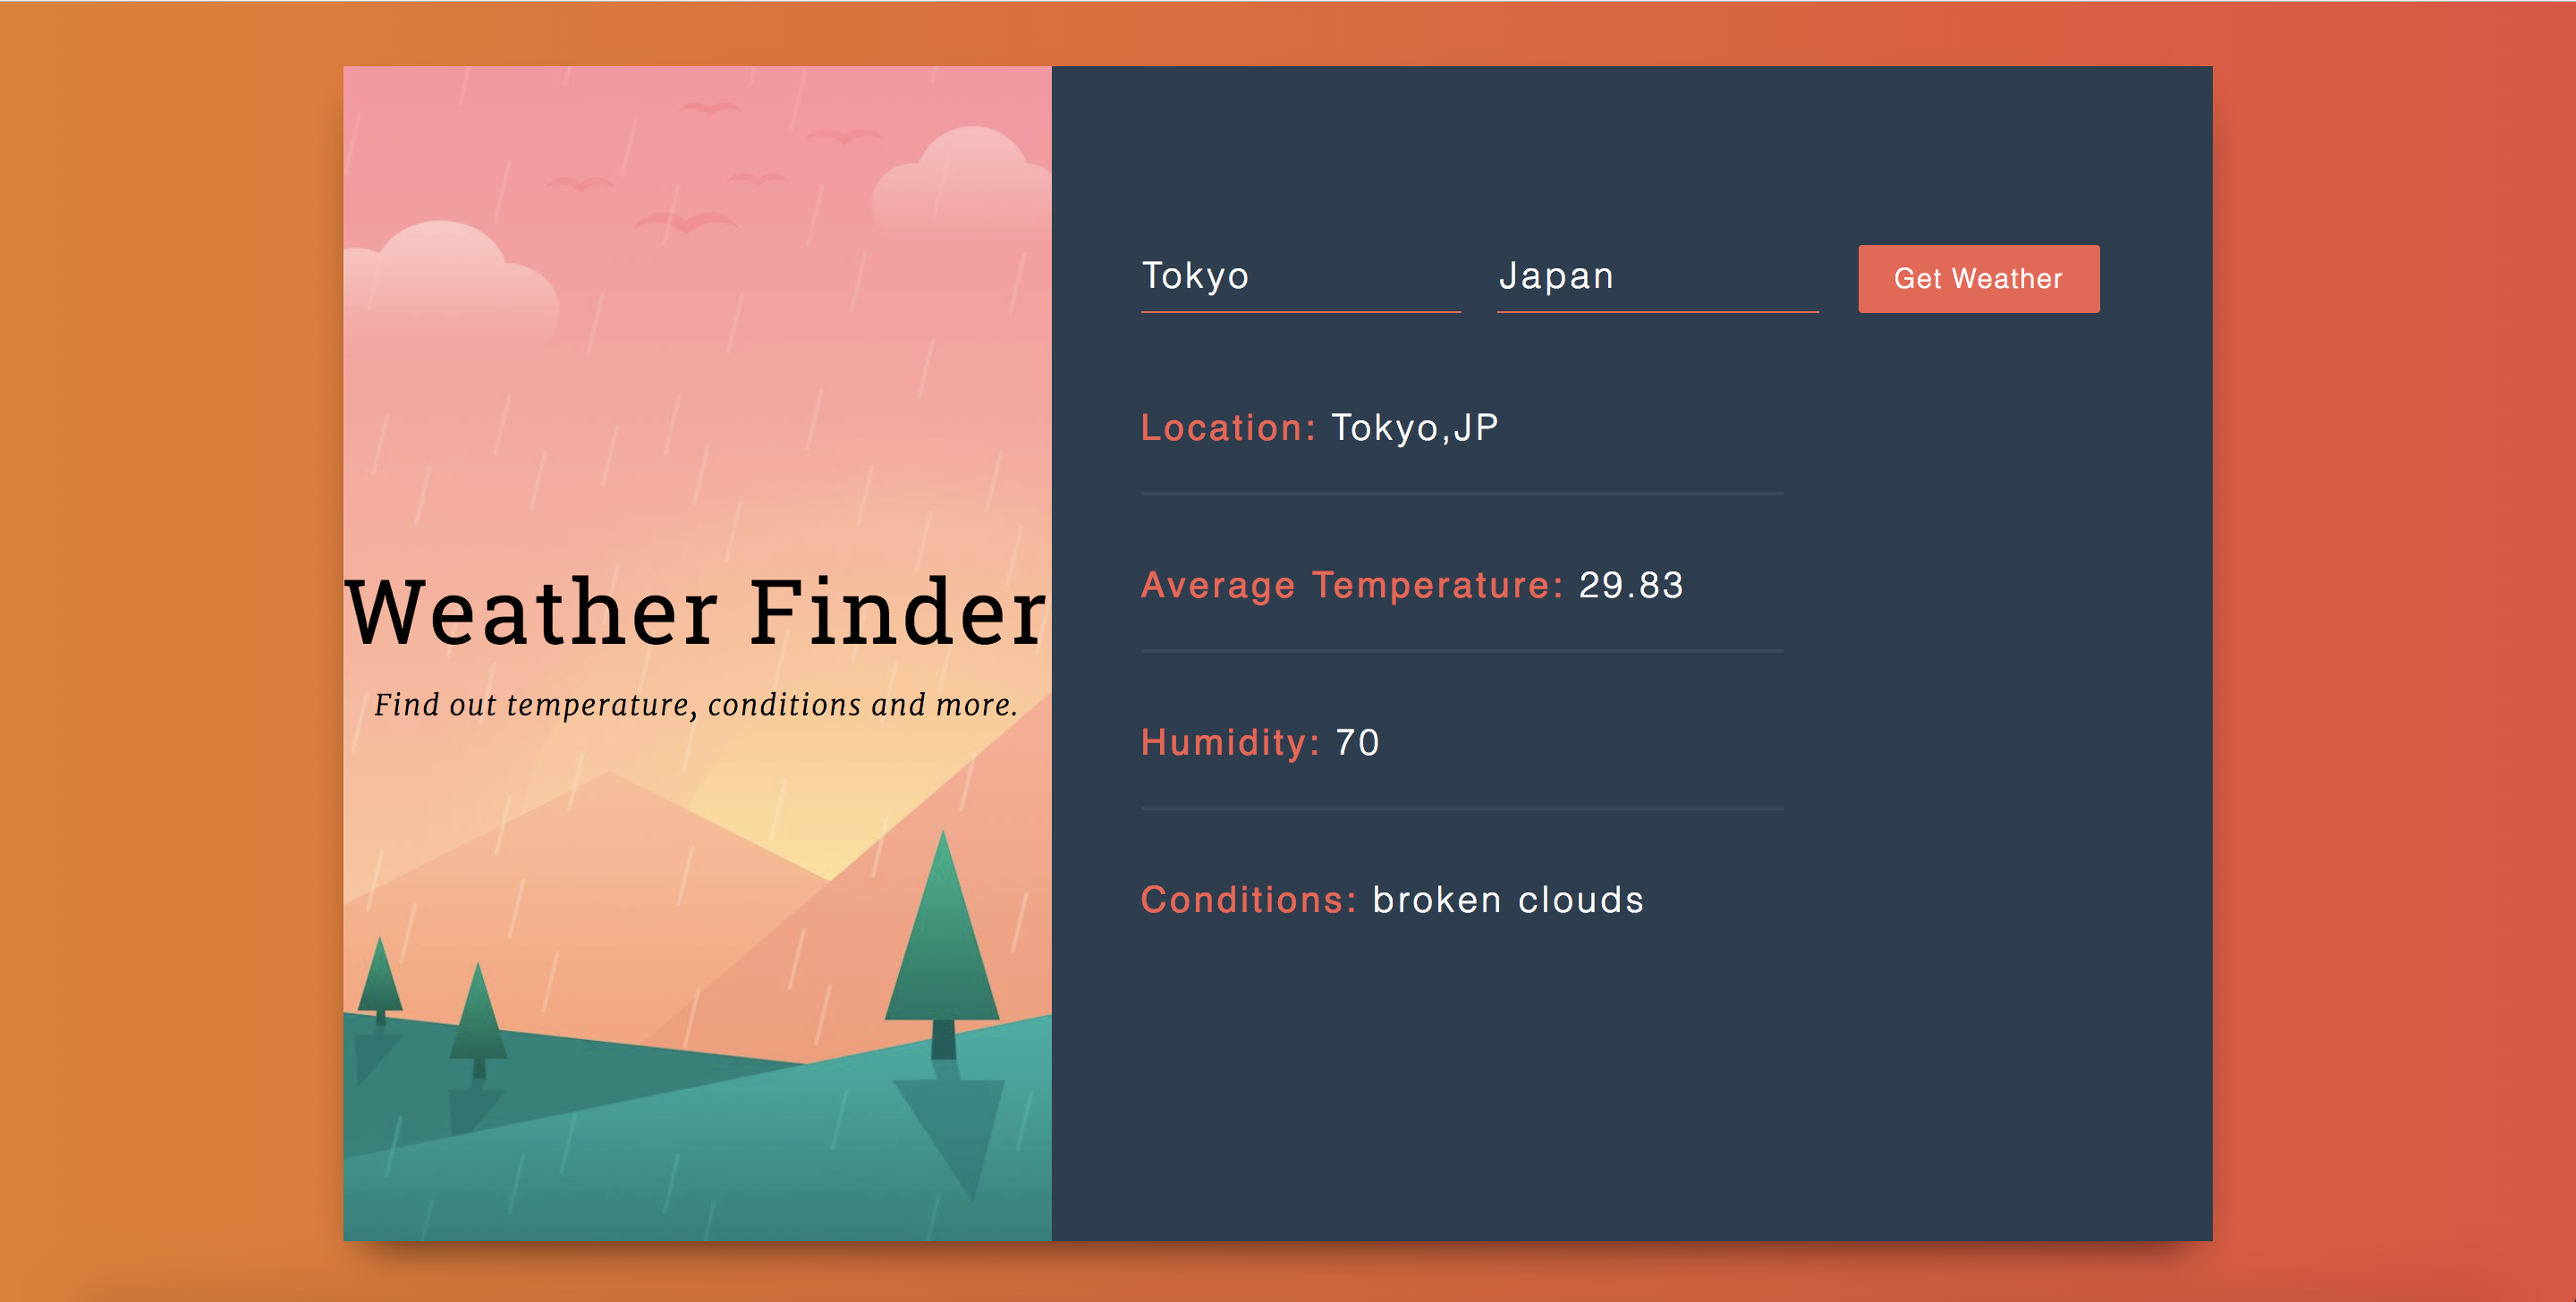 Weather Finder
Find out temperature, conditions and more.
Tokyo
Japan
Get Weather
Location: Tokyo,JP
Average Temperature: 29.83
Humidity: 70
Conditions: broken clouds